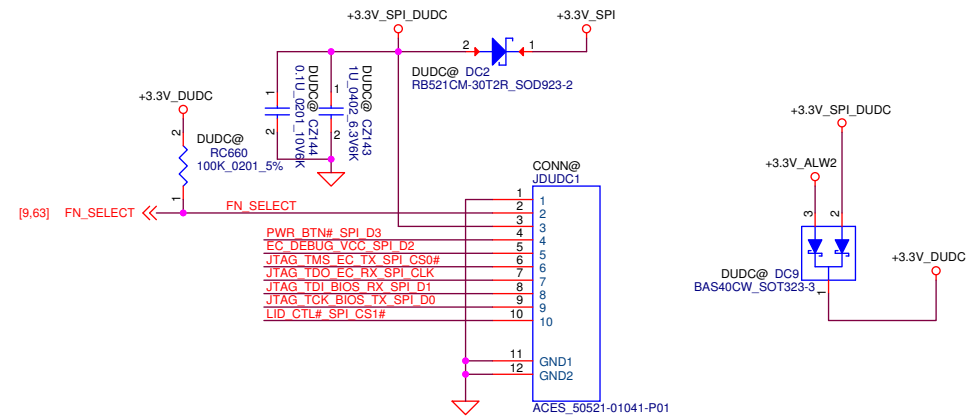 +3.3V_SPI_DUDC
+3.3V_SPI
2
1
DUDC@ DC2
RB521CM-30T2R_SOD923-2
1
2
DUDC@ CZ144
0.1U_0201_10V6K
1
2
DUDC@ CZ143
1U_0402_6.3V6K
+3.3V_DUDC
2
DUDC@
RC660
100K_0201_5%
1
[9,63] FN_SELECT
FN_SELECT
PWR_BTN#_SPI_D3
EC_DEBUG_VCC_SPI_D2
JTAG_TMS_EC_TX_SPI_CS0#
JTAG_TDO_EC_RX_SPI_CLK
JTAG_TDI_BIOS_RX_SPI_D1
JTAG_TCK_BIOS_TX_SPI_D0
LID_CTL#_SPI_CS1#
CONN@
JDUDC1
1 1
2 2
3 3
4 4
5 5
6 6
7 7
8 8
9 9
10 10
11 GND1
12 GND2
ACES_50521-01041-P01
+3.3V_SPI_DUDC
+3.3V_ALW2
3 2
DUDC@ DC9
BAS40CW_SOT323-3
1
+3.3V_DUDC